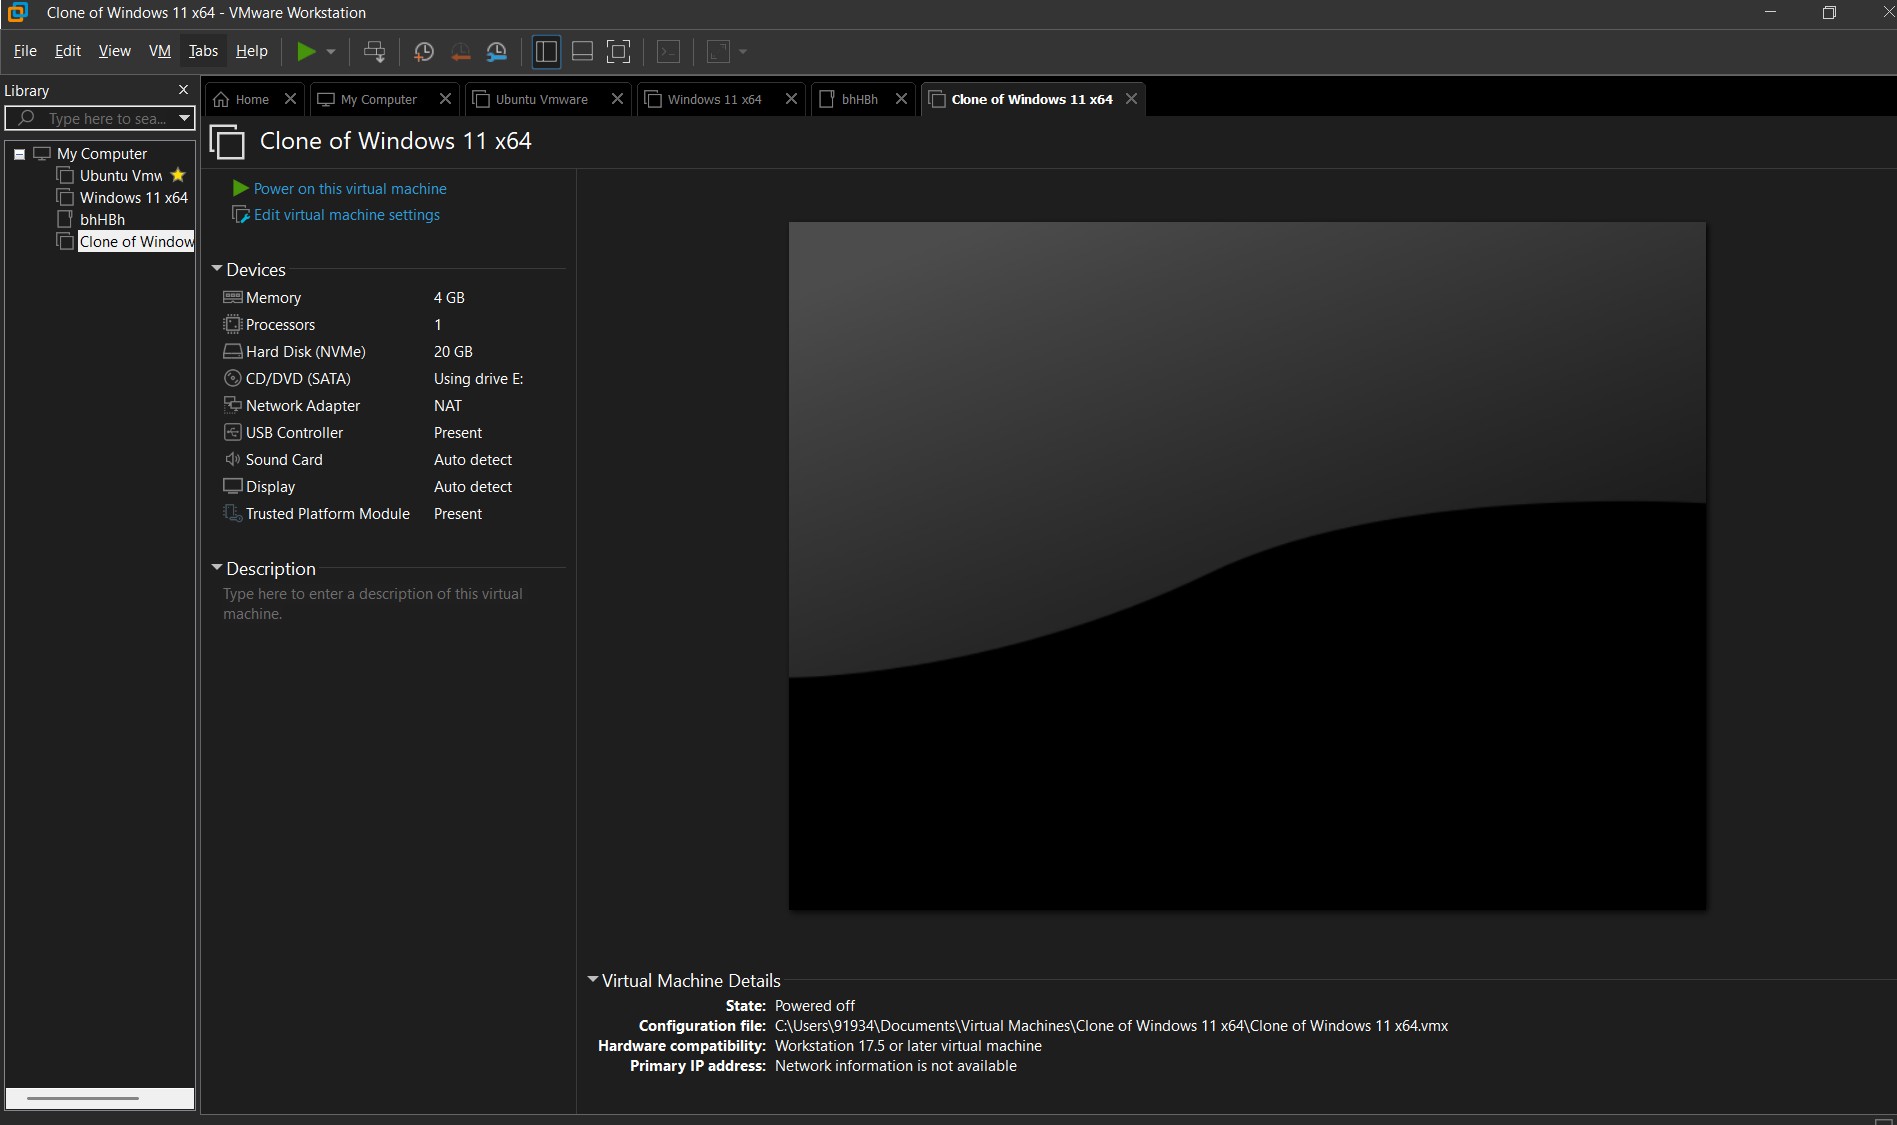 Clone of Windows 11 x64 - VMware Workstation
File Edit View VM Tabs Help
Library
Type here to sea...
My Computer
Ubuntu Vmw
Windows 11 x64
bhHBh
Clone of Window
Home My Computer Ubuntu Vmware Windows 11 x64 bhHBh Clone of Windows 11 x64
Clone of Windows 11 x64
Power on this virtual machine
Edit virtual machine settings
Devices
Memory 4 GB
Processors 1
Hard Disk (NVMe) 20 GB
CD/DVD (SATA) Using drive E:
Network Adapter NAT
USB Controller Present
Sound Card Auto detect
Display Auto detect
Trusted Platform Module Present
Description
Type here to enter a description of this virtual
machine.
Virtual Machine Details
State: Powered off
Configuration file: C:\Users\91934\Documents\Virtual Machines\Clone of Windows 11 x64\Clone of Windows 11 x64.vmx
Hardware compatibility: Workstation 17.5 or later virtual machine
Primary IP address: Network information is not available